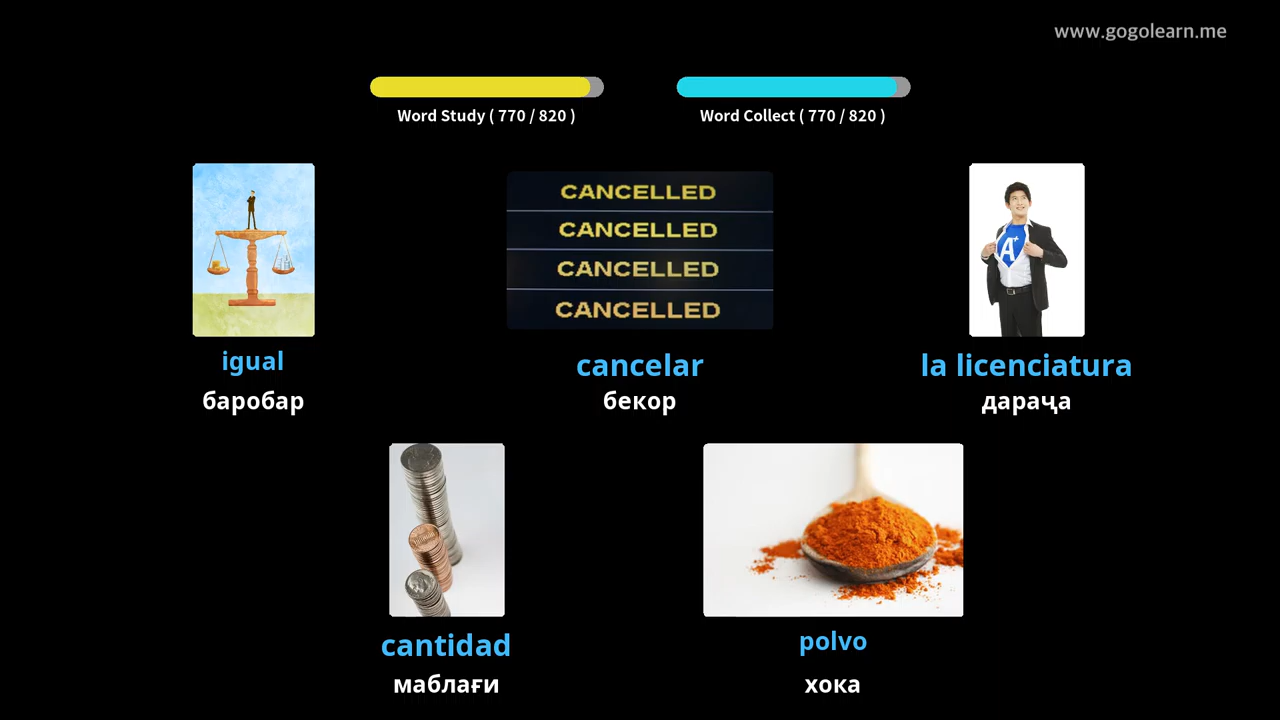 www.gogolearn.me
Word Study ( 770 / 820 )
Word Collect ( 770 / 820 )
CANCELLED
CANCELLED
CANCELLED
CANCELLED
A+
igual
cancelar
la licenciatura
баробар
бекор
дараҷа
cantidad
polvo
маблағи
хока